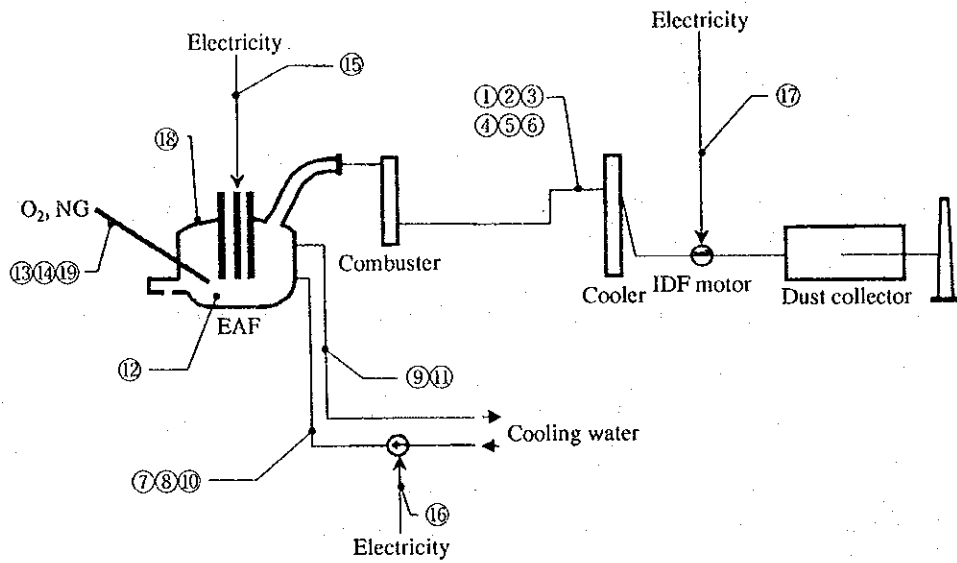 Electricity
Electricity
⑮
①②③
④⑤⑥
⑰
⑱
O₂, NG
⑬⑭⑲
Combuster
Cooler
IDF motor
Dust collector
EAF
⑫
⑨⑪
Cooling water
⑦⑧⑩
⑯
Electricity